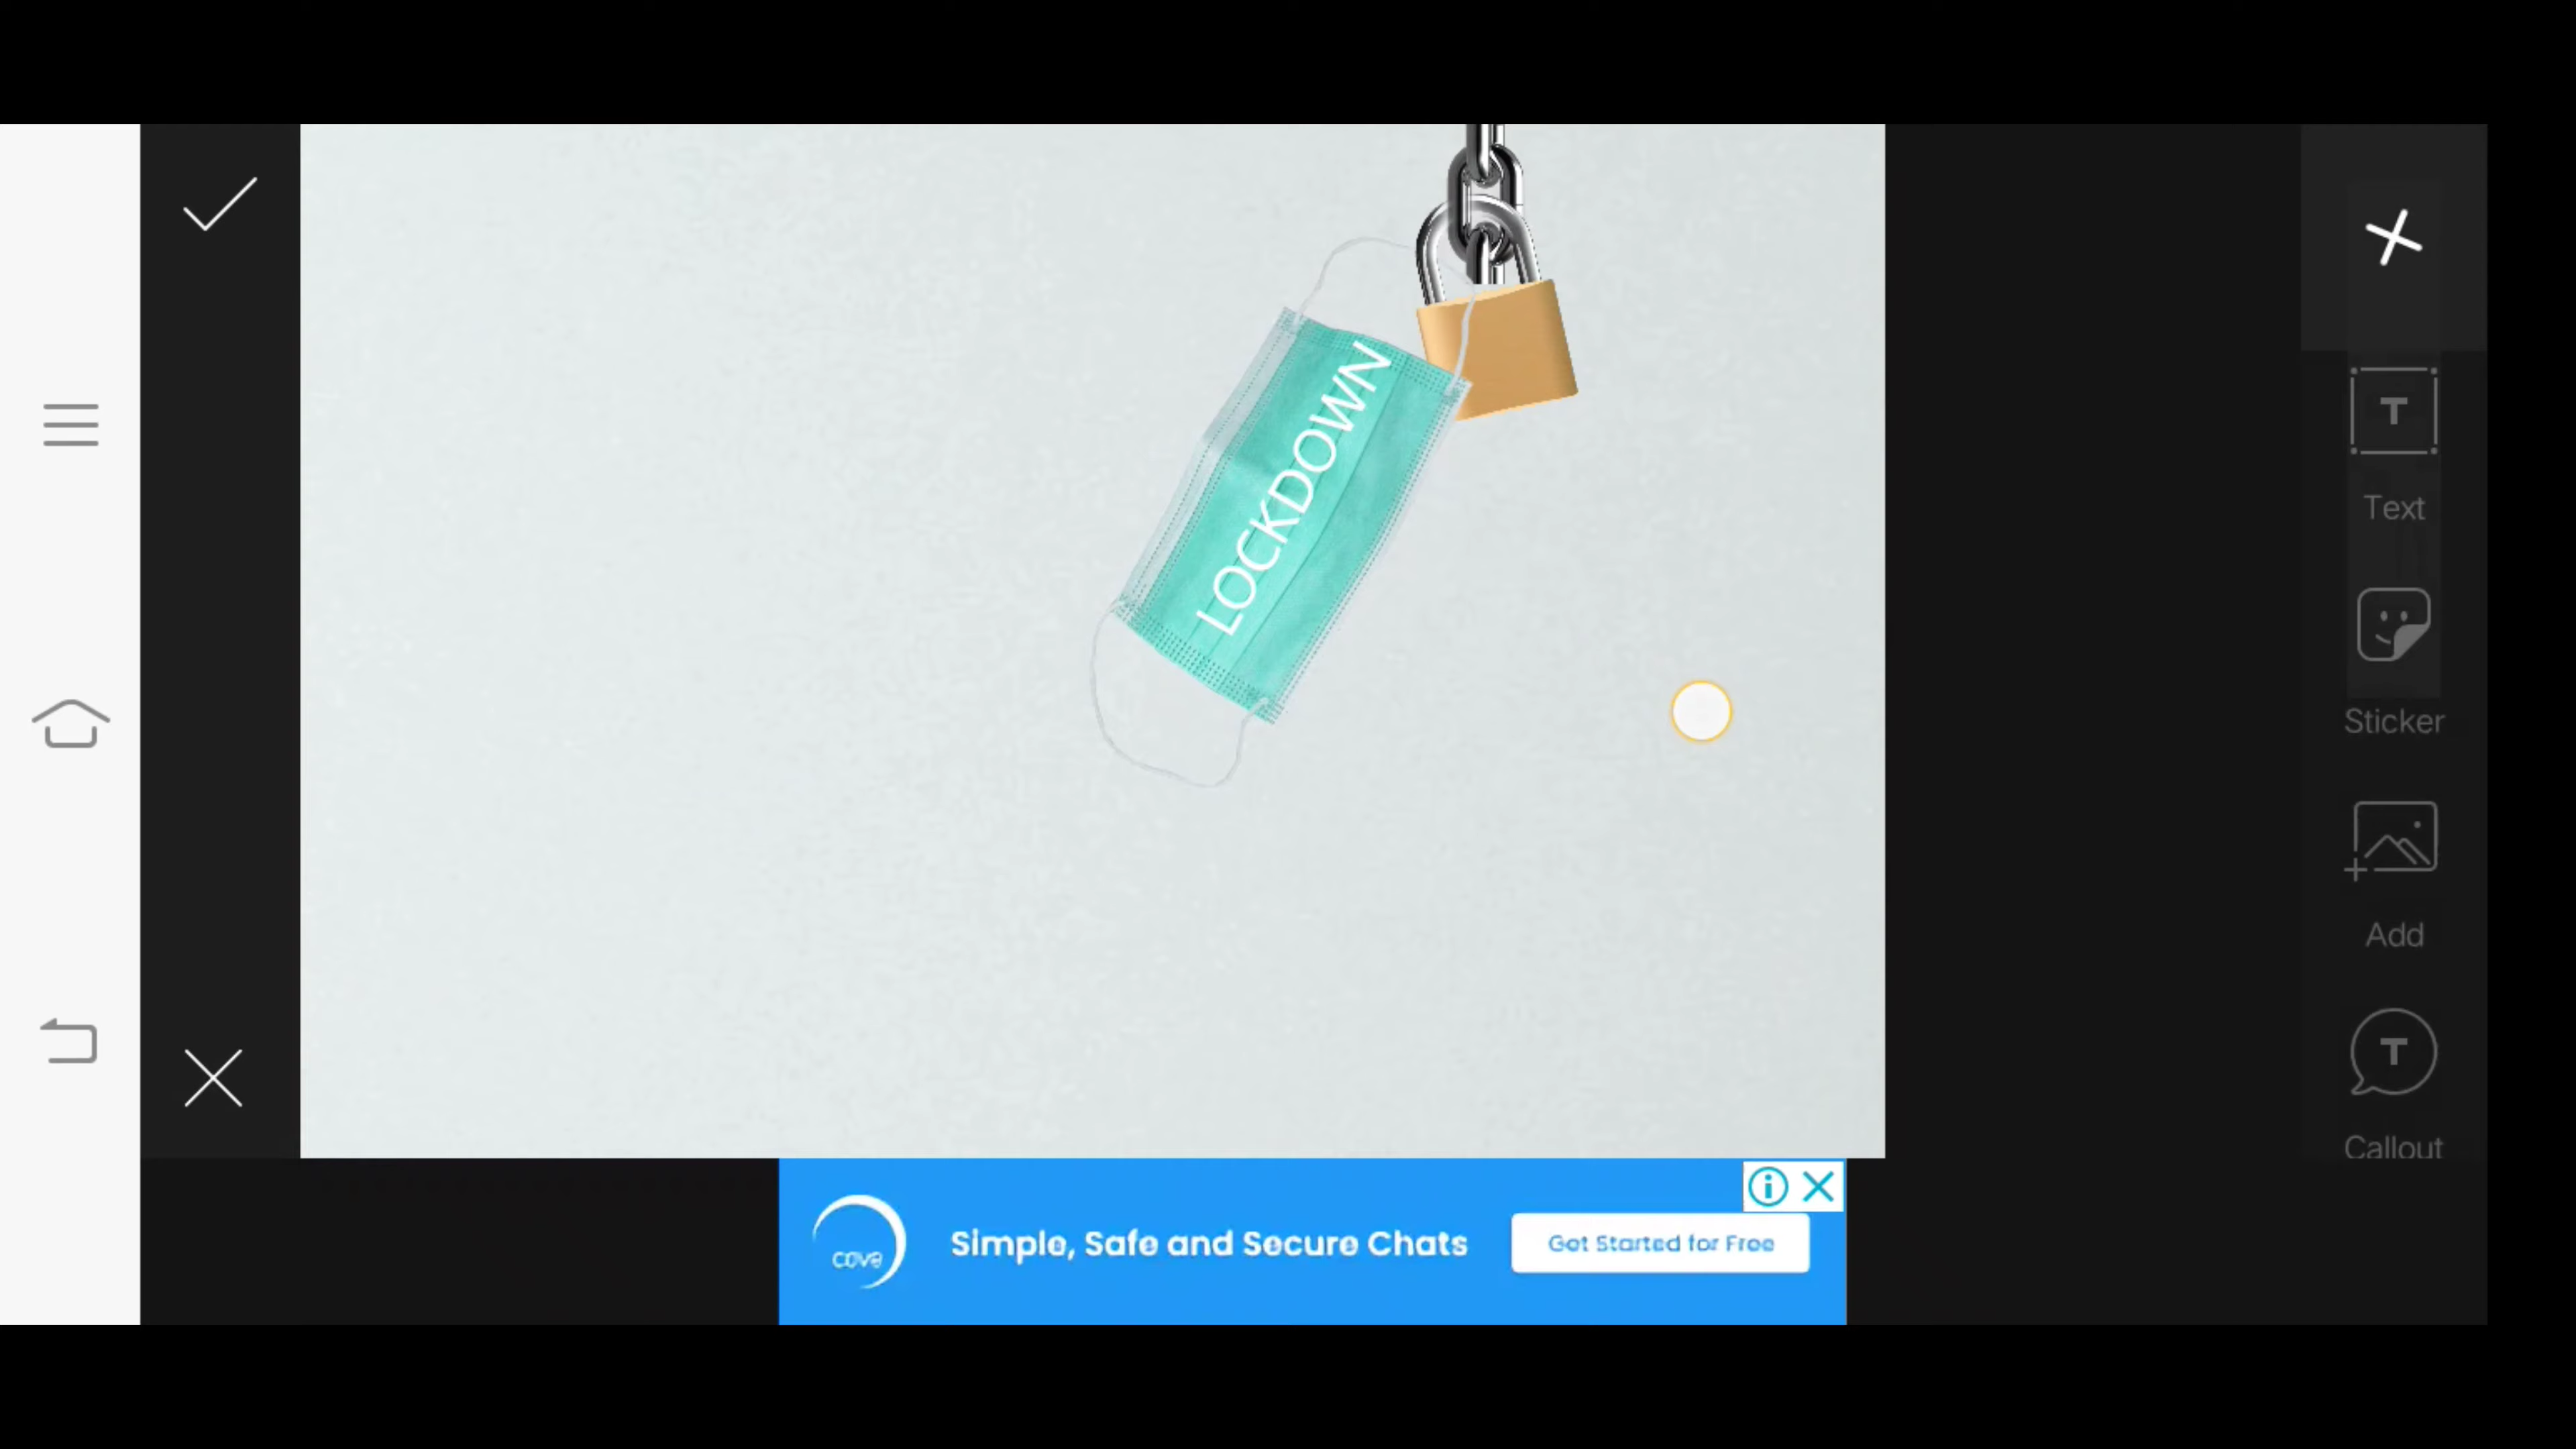 LOCKDOWN
T
Text
Sticker
Add
T
Callout
cove
Simple, Safe and Secure Chats
Get Started for Free